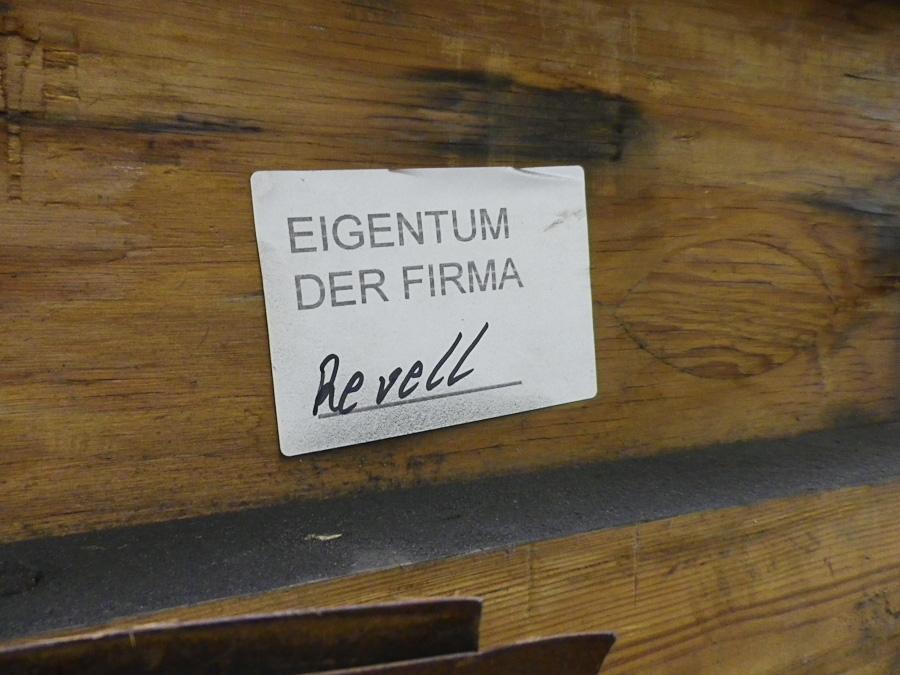 EIGENTUM
DER FIRMA
Revell